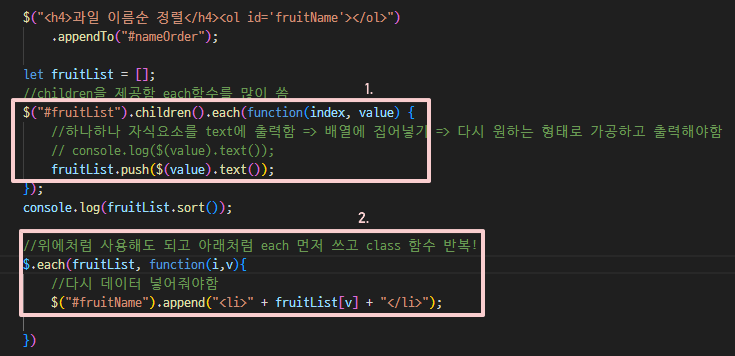 $("<h4>과일 이름순 정렬</h4><ol id='fruitName'></ol>")
.appendTo("#nameOrder");
let fruitList = [];
//children을 제공함 each함수를 많이 씀
1.
$("#fruitList").children().each(function(index, value) {
//하나하나 자식요소를 text에 출력함 => 배열에 집어넣기 => 다시 원하는 형태로 가공하고 출력해야함
// console.log($(value).text());
fruitList.push($(value).text());
});
console.log(fruitList.sort());
2.
//위에처럼 사용해도 되고 아래처럼 each 먼저 쓰고 class 함수 반복!
$.each(fruitList, function(i,v){
//다시 데이터 넣어줘야함
$("#fruitName").append("<li>" + fruitList[v] + "</li>");
})